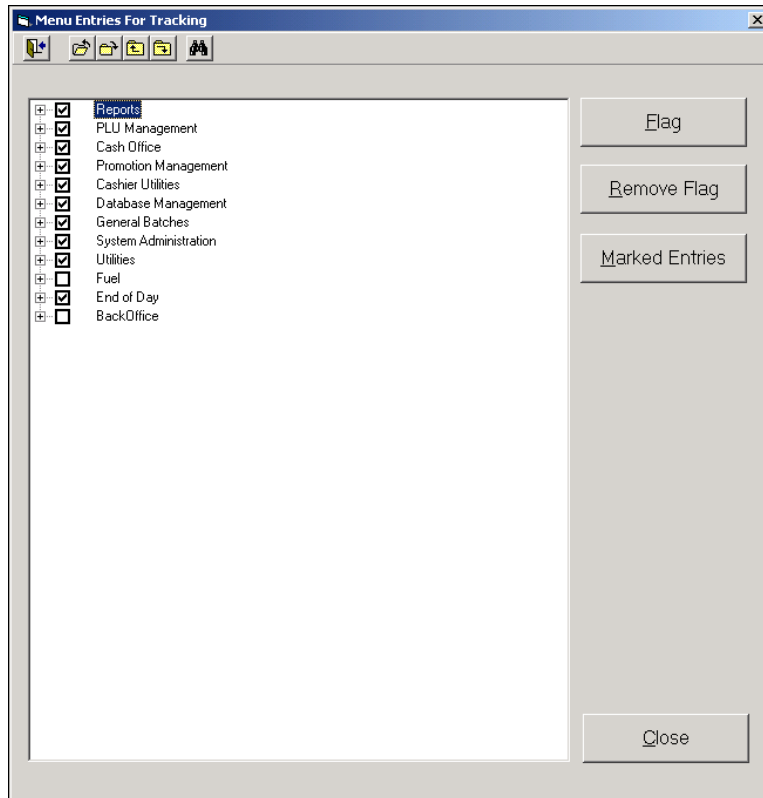 Menu Entries For Tracking
Reports
PLU Management
Cash Office
Promotion Management
Cashier Utilities
Database Management
General Batches
System Administration
Utilities
Fuel
End of Day
BackOffice
Flag
Remove Flag
Marked Entries
Close